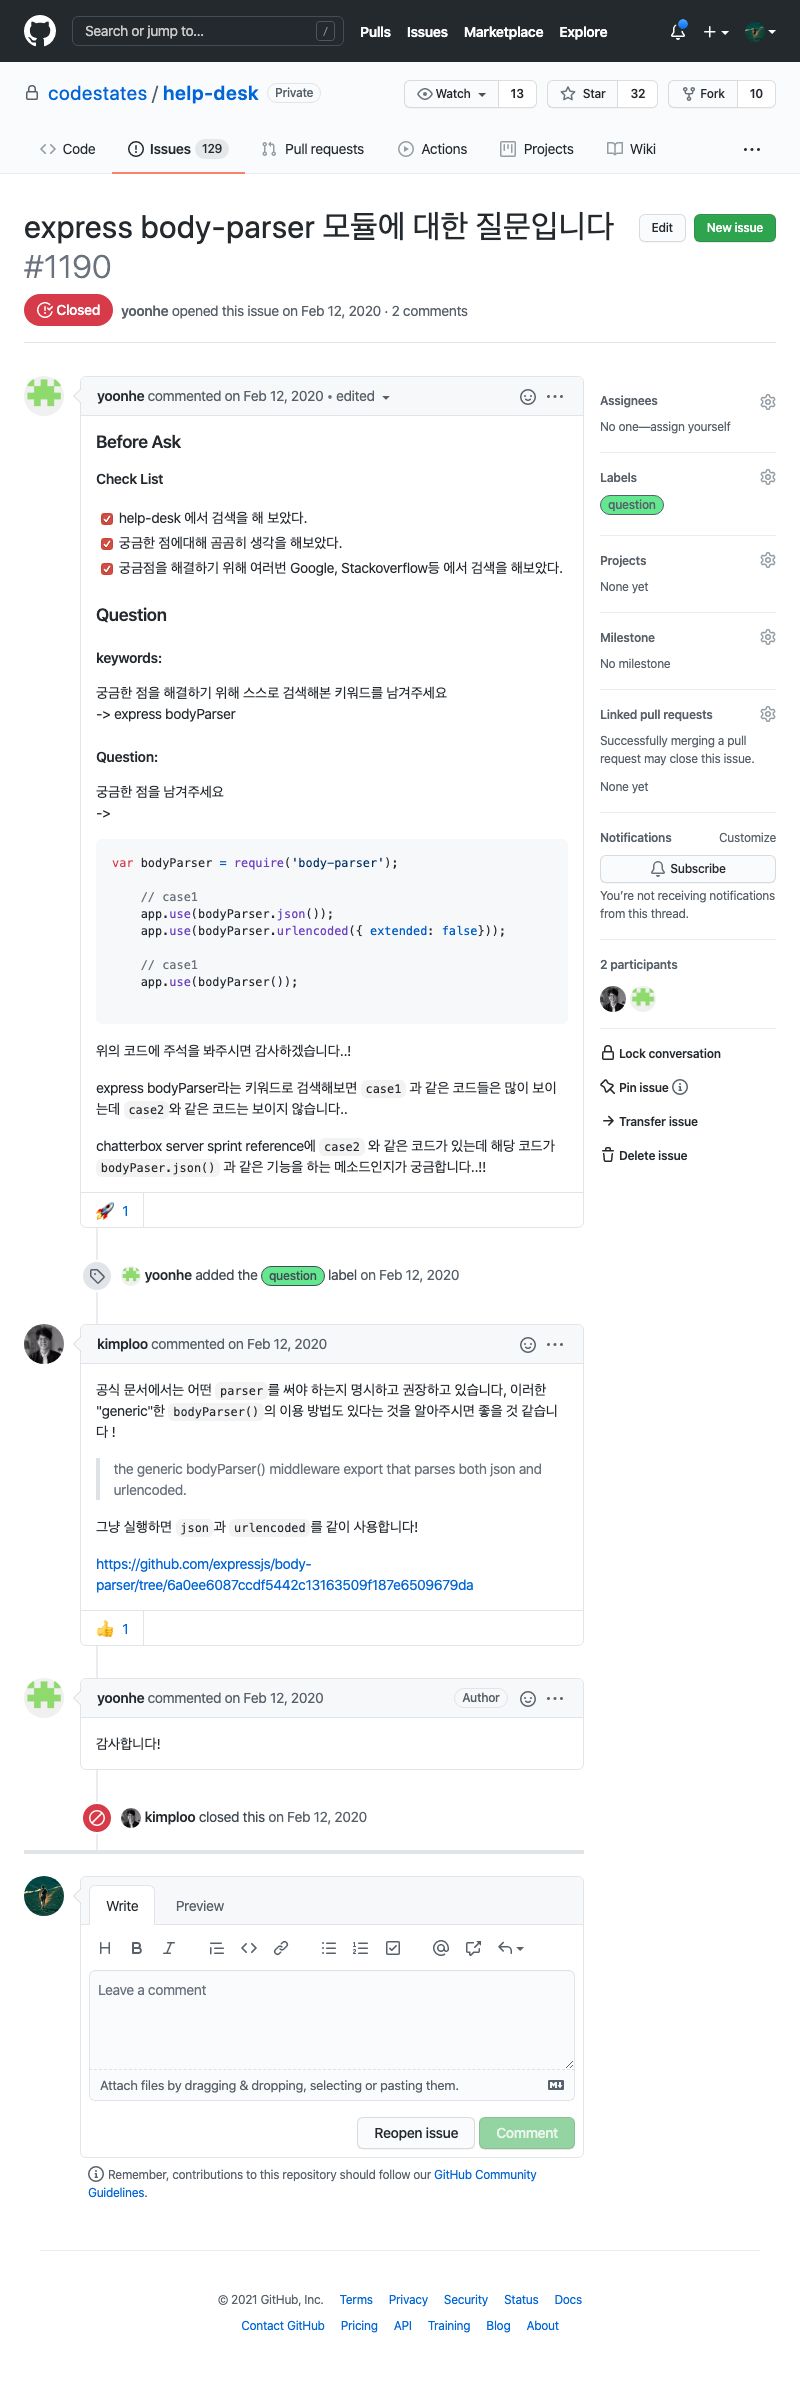 Search or jump to... /
Pulls Issues Marketplace Explore
codestates / help-desk Private
Watch 13 Star 32 Fork 10
Code Issues 129 Pull requests Actions Projects Wiki ...
express body-parser 모듈에 대한 질문입니다
#1190
Edit New issue
Closed yoonhe opened this issue on Feb 12, 2020 · 2 comments
yoonhe commented on Feb 12, 2020 • edited
Before Ask
Check List
help-desk 에서 검색을 해 보았다.
궁금한 점에대해 곰곰히 생각을 해보았다.
궁금점을 해결하기 위해 여러번 Google, Stackoverflow등 에서 검색을 해보았다.
Question
keywords:
궁금한 점을 해결하기 위해 스스로 검색해본 키워드를 남겨주세요
-> express bodyParser
Question:
궁금한 점을 남겨주세요
->
var bodyParser = require('body-parser');
// case1
app.use(bodyParser.json());
app.use(bodyParser.urlencoded({ extended: false}));
// case1
app.use(bodyParser());
위의 코드에 주석을 봐주시면 감사하겠습니다..!
express bodyParser라는 키워드로 검색해보면 case1 과 같은 코드들은 많이 보이
는데 case2 와 같은 코드는 보이지 않습니다..
chatterbox server sprint reference에 case2 와 같은 코드가 있는데 해당 코드가
bodyPaser.json() 과 같은 기능을 하는 메소드인지가 궁금합니다..!!
🚀 1
Assignees
No one—assign yourself
Labels
question
Projects
None yet
Milestone
No milestone
Linked pull requests
Successfully merging a pull
request may close this issue.
None yet
Notifications Customize
Subscribe
You're not receiving notifications
from this thread.
2 participants
Lock conversation
Pin issue
Transfer issue
Delete issue
yoonhe added the question label on Feb 12, 2020
kimploo commented on Feb 12, 2020
공식 문서에서는 어떤 parser 를 써야 하는지 명시하고 권장하고 있습니다, 이러한
"generic"한 bodyParser() 의 이용 방법도 있다는 것을 알아주시면 좋을 것 같습니
다 !
the generic bodyParser() middleware export that parses both json and
urlencoded.
그냥 실행하면 json 과 urlencoded 를 같이 사용합니다!
https://github.com/expressjs/body-
parser/tree/6a0ee6087ccdf5442c13163509f187e6509679da
👍 1
yoonhe commented on Feb 12, 2020 Author
감사합니다!
kimploo closed this on Feb 12, 2020
Write Preview
Leave a comment
Attach files by dragging & dropping, selecting or pasting them.
Reopen issue Comment
Remember, contributions to this repository should follow our GitHub Community
Guidelines.
© 2021 GitHub, Inc. Terms Privacy Security Status Docs
Contact GitHub Pricing API Training Blog About